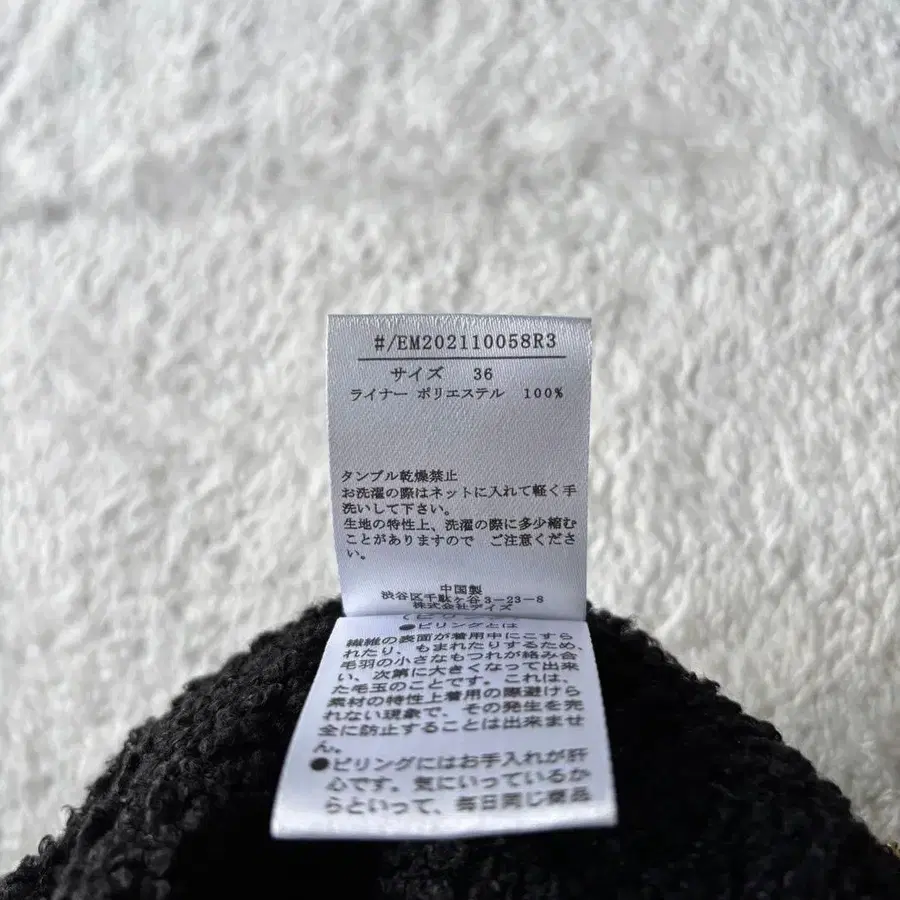 #/EM202110058R3
サイズ 36
ライナー ポリエステル 100%
タンブル乾燥禁止
お洗濯の際はネットに入れて軽く手
洗いして下さい。
生地の特性上、洗濯の際に多少縮む
ことがありますので ご注意くださ
い。
中国製
渋谷区千駄ヶ谷3-23-8
株式会社デイズ
●ピリングとは
繊維の表面が着用中にこすら
れたり、もまれたりするため、
毛羽の小さなもつれが絡み合
い、次第に大きくなって出来
た毛玉のことです。これは、
素材の特性上着用の際避けら
れない現象で、その発生を完
全に防止することは出来ませ
ん。
●ピリングにはお手入れが肝
心です。気にいっているか
らといって、毎日同じ商品